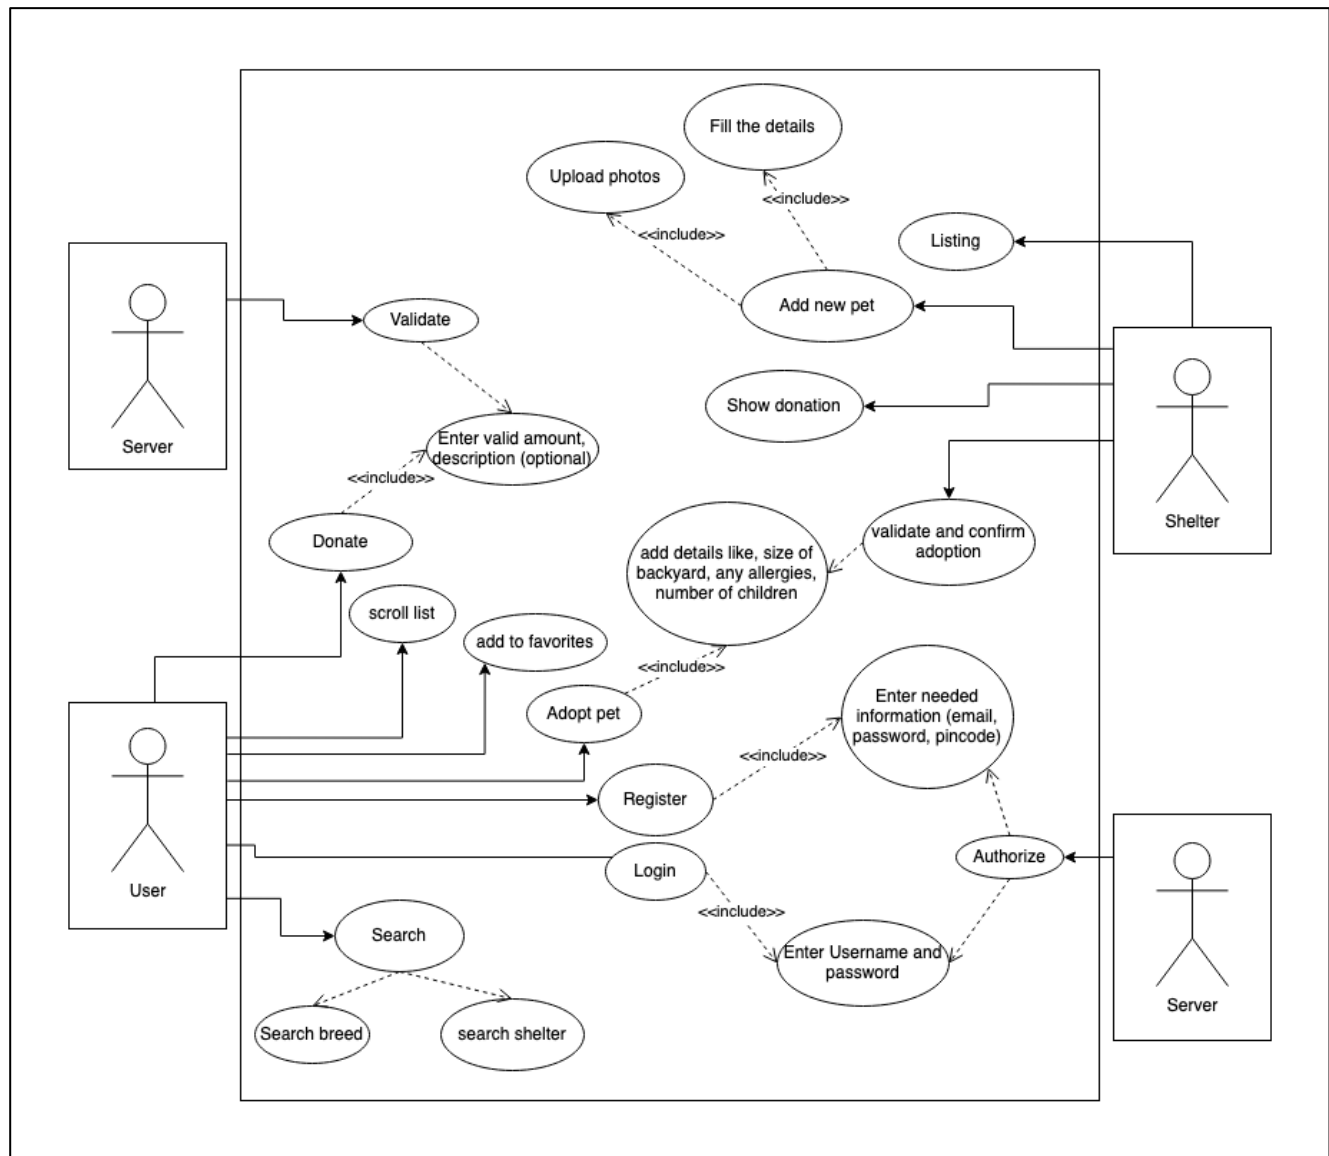 Fill the details
Upload photos
<<include>>
<<include>>
Listing
Add new pet
Validate
Show donation
Server
Enter valid amount,
description (optional)
<<include>>
Shelter
Donate
validate and confirm
adoption
add details like, size of
backyard, any allergies,
number of children
scroll list
add to favorites
<<include>>
Adopt pet
Enter needed
information (email,
password, pincode)
<<include>>
Register
User
Login
Authorize
<<include>>
Search
Enter Username and
password
Server
Search breed
search shelter